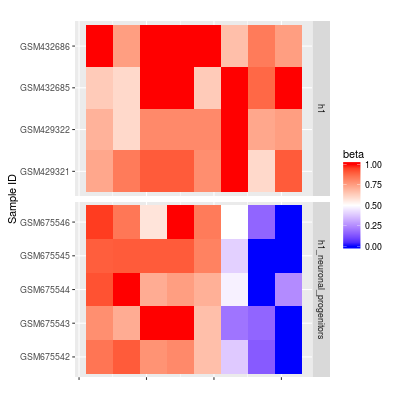 GSM432686
GSM432685
GSM429322
GSM429321
h1
GSM675546
GSM675545
GSM675544
GSM675543
GSM675542
h1_neuronal_progenitors
Sample ID
beta
1.00
0.75
0.50
0.25
0.00